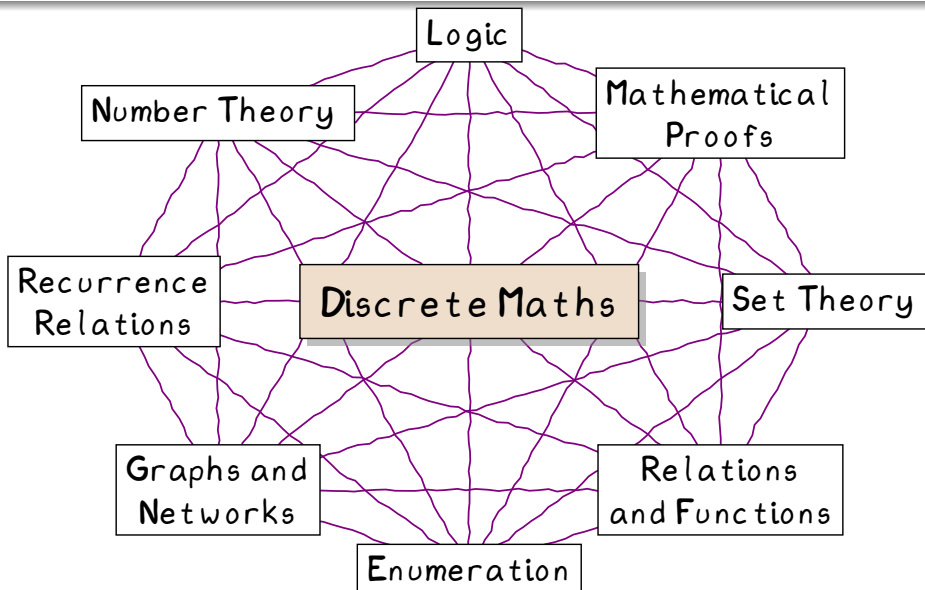 Logic
Number Theory
Mathematical
Proofs
Recurrence
Relations
Discrete Maths
Set Theory
Graphs and
Networks
Relations
and Functions
Enumeration